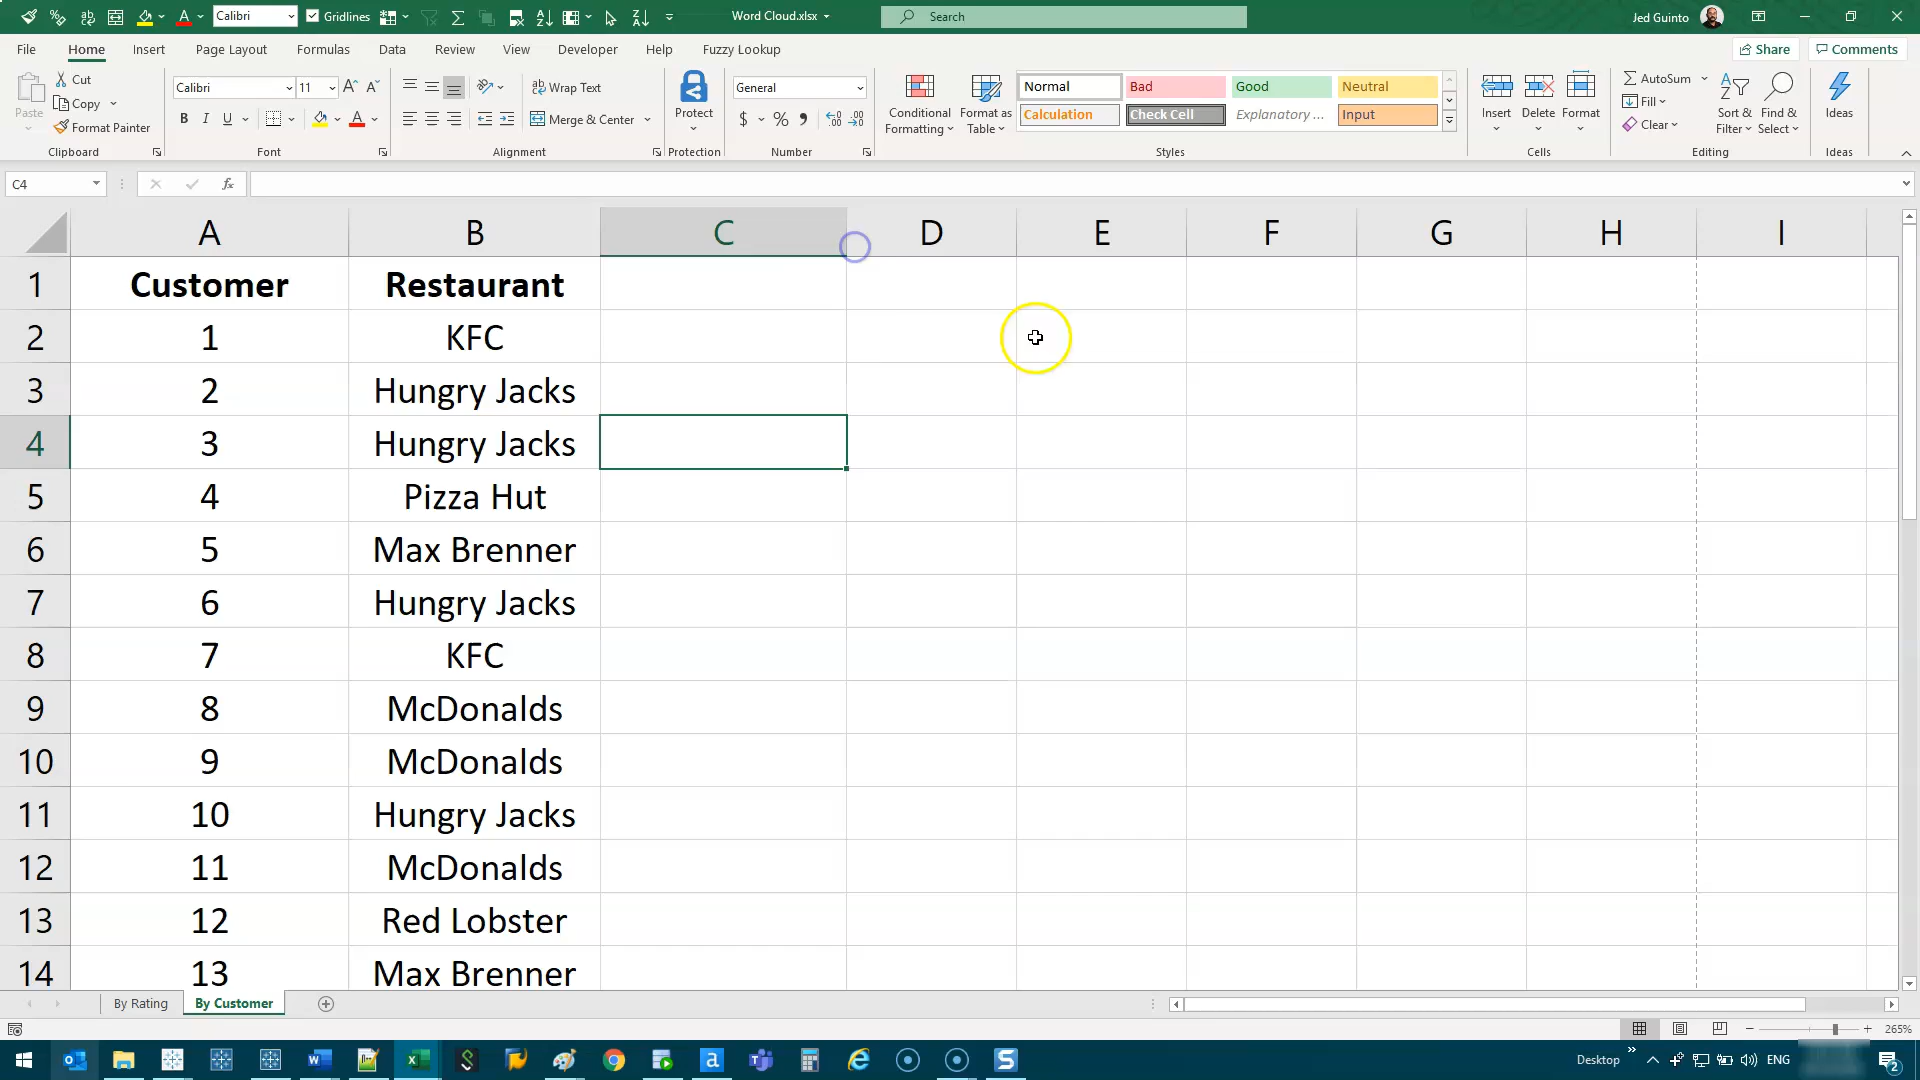 Calibri Gridlines Word Cloud.xlsx Search Jed Guinto
File Home Insert Page Layout Formulas Data Review View Developer Help Fuzzy Lookup Share Comments
Paste Cut Copy Format Painter Clipboard
Calibri 11 B I U Font
Wrap Text Merge & Center Alignment
Protect Protection
General $ % Number
Conditional Formatting Format as Table
Normal Bad Good Neutral
Calculation Check Cell Explanatory ... Input
Styles
Insert Delete Format Cells
AutoSum Fill Clear Sort & Filter Find & Select Editing
Ideas Ideas
C4 fx
A B C D E F G H I
1 Customer Restaurant
2 1 KFC
3 2 Hungry Jacks
4 3 Hungry Jacks
5 4 Pizza Hut
6 5 Max Brenner
7 6 Hungry Jacks
8 7 KFC
9 8 McDonalds
10 9 McDonalds
11 10 Hungry Jacks
12 11 McDonalds
13 12 Red Lobster
14 13 Max Brenner
By Rating By Customer
265%
Desktop ENG 2